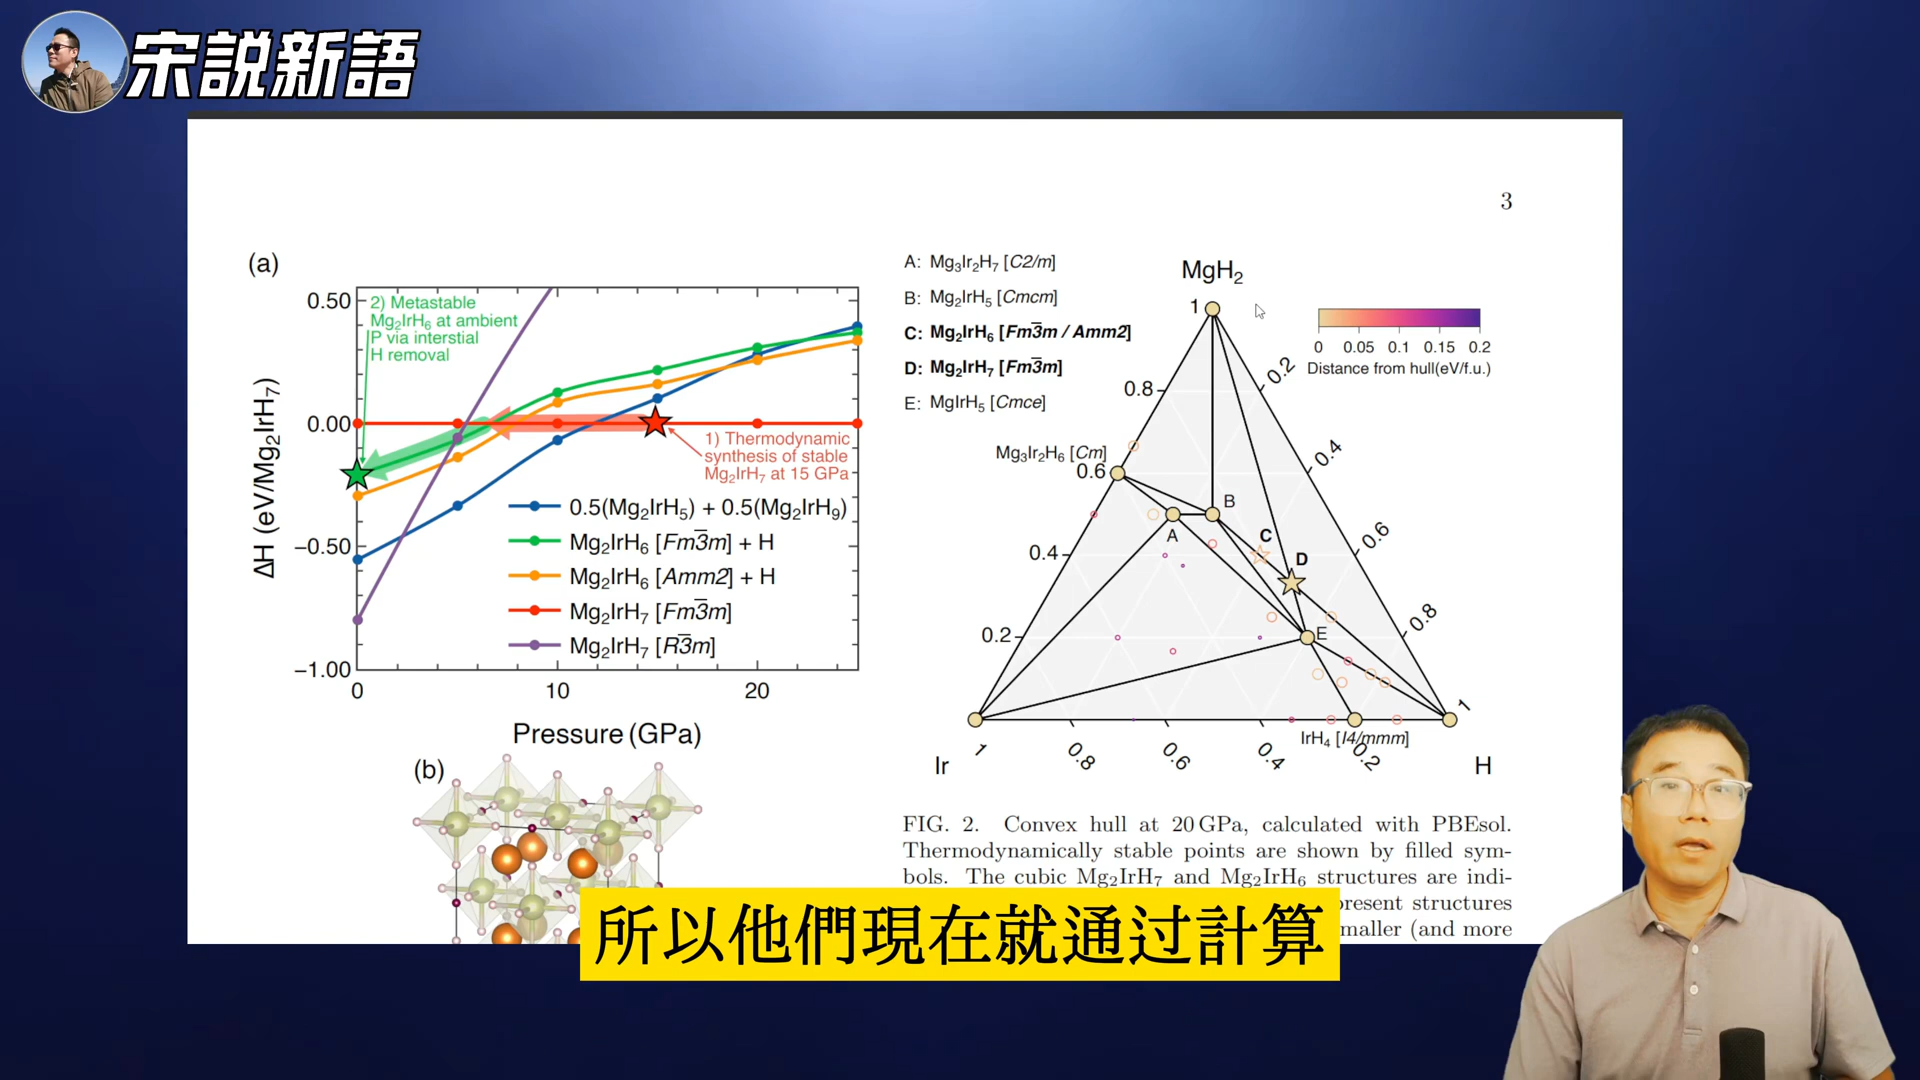 宋説新語
3
(a)
0.50
0.00
−0.50
−1.00
2) Metastable
Mg₂IrH₆ at ambient
P via interstial
H removal
1) Thermodynamic
synthesis of stable
Mg₂IrH₇ at 15 GPa
0.5(Mg₂IrH₅) + 0.5(Mg₂IrH₉)
Mg₂IrH₆ [Fm3̅m] + H
Mg₂IrH₆ [Amm2] + H
Mg₂IrH₇ [Fm3̅m]
Mg₂IrH₇ [R3̅m]
ΔH (eV/Mg₂IrH₇)
0 10 20
Pressure (GPa)
(b)
A: Mg₃Ir₂H₇ [C2/m]
B: Mg₂IrH₅ [Cmcm]
C: Mg₂IrH₆ [Fm3̅m / Amm2]
D: Mg₂IrH₇ [Fm3̅m]
E: MgIrH₅ [Cmce]
MgH₂
1
0.8
0.6
0.4
0.2
Mg₃Ir₂H₆ [Cm]
0.2
0.4
0.6
0.8
1
A
B
C
D
E
0 0.05 0.1 0.15 0.2
Distance from hull(eV/f.u.)
IrH₄ [I4/mmm]
1 0.8 0.6 0.4 0.2
Ir
H
FIG. 2. Convex hull at 20 GPa, calculated with PBEsol.
Thermodynamically stable points are shown by filled sym-
bols. The cubic Mg₂IrH₇ and Mg₂IrH₆ structures are indi-
present structures
maller (and more
所以他們現在就通过計算